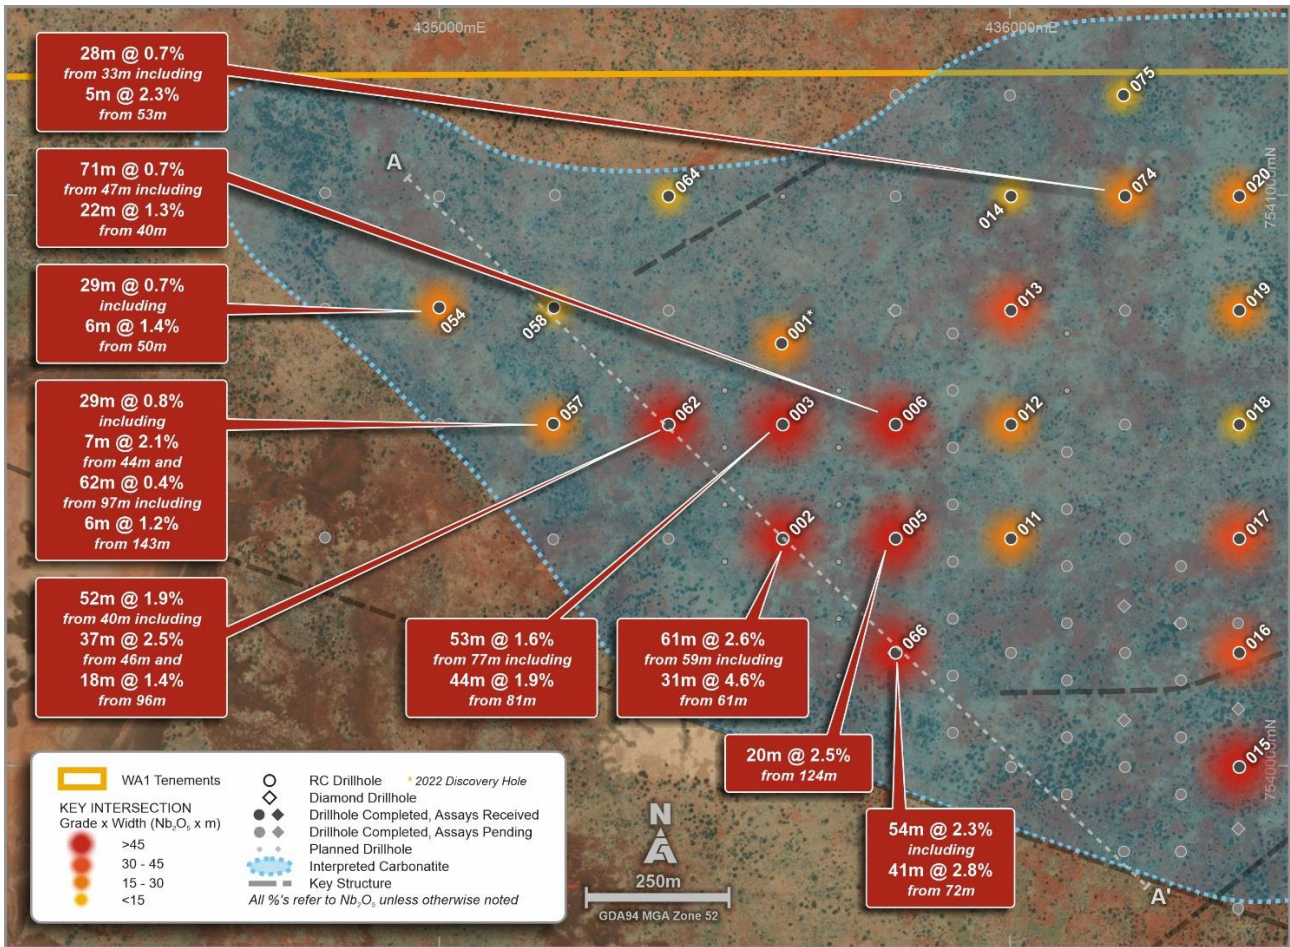 435000mE
436000mE
28m @ 0.7%
from 33m including
5m @ 2.3%
from 53m
71m @ 0.7%
from 47m including
22m @ 1.3%
from 40m
29m @ 0.7%
including
6m @ 1.4%
from 50m
29m @ 0.8%
including
7m @ 2.1%
from 44m and
62m @ 0.4%
from 97m including
6m @ 1.2%
from 143m
52m @ 1.9%
from 40m including
37m @ 2.5%
from 46m and
18m @ 1.4%
from 96m
A
075
064
014
074
020
7541000mN
054
058
001*
013
019
057
062
003
006
012
018
002
005
011
017
066
016
015
7540000mN
53m @ 1.6%
from 77m including
44m @ 1.9%
from 81m
61m @ 2.6%
from 59m including
31m @ 4.6%
from 61m
20m @ 2.5%
from 124m
54m @ 2.3%
including
41m @ 2.8%
from 72m
A'
WA1 Tenements
KEY INTERSECTION
Grade x Width (Nb₂O₅ x m)
>45
30 - 45
15 - 30
<15
RC Drillhole * 2022 Discovery Hole
Diamond Drillhole
Drillhole Completed, Assays Received
Drillhole Completed, Assays Pending
Planned Drillhole
Interpreted Carbonatite
Key Structure
All %'s refer to Nb₂O₅ unless otherwise noted
N
250m
GDA94 MGA Zone 52